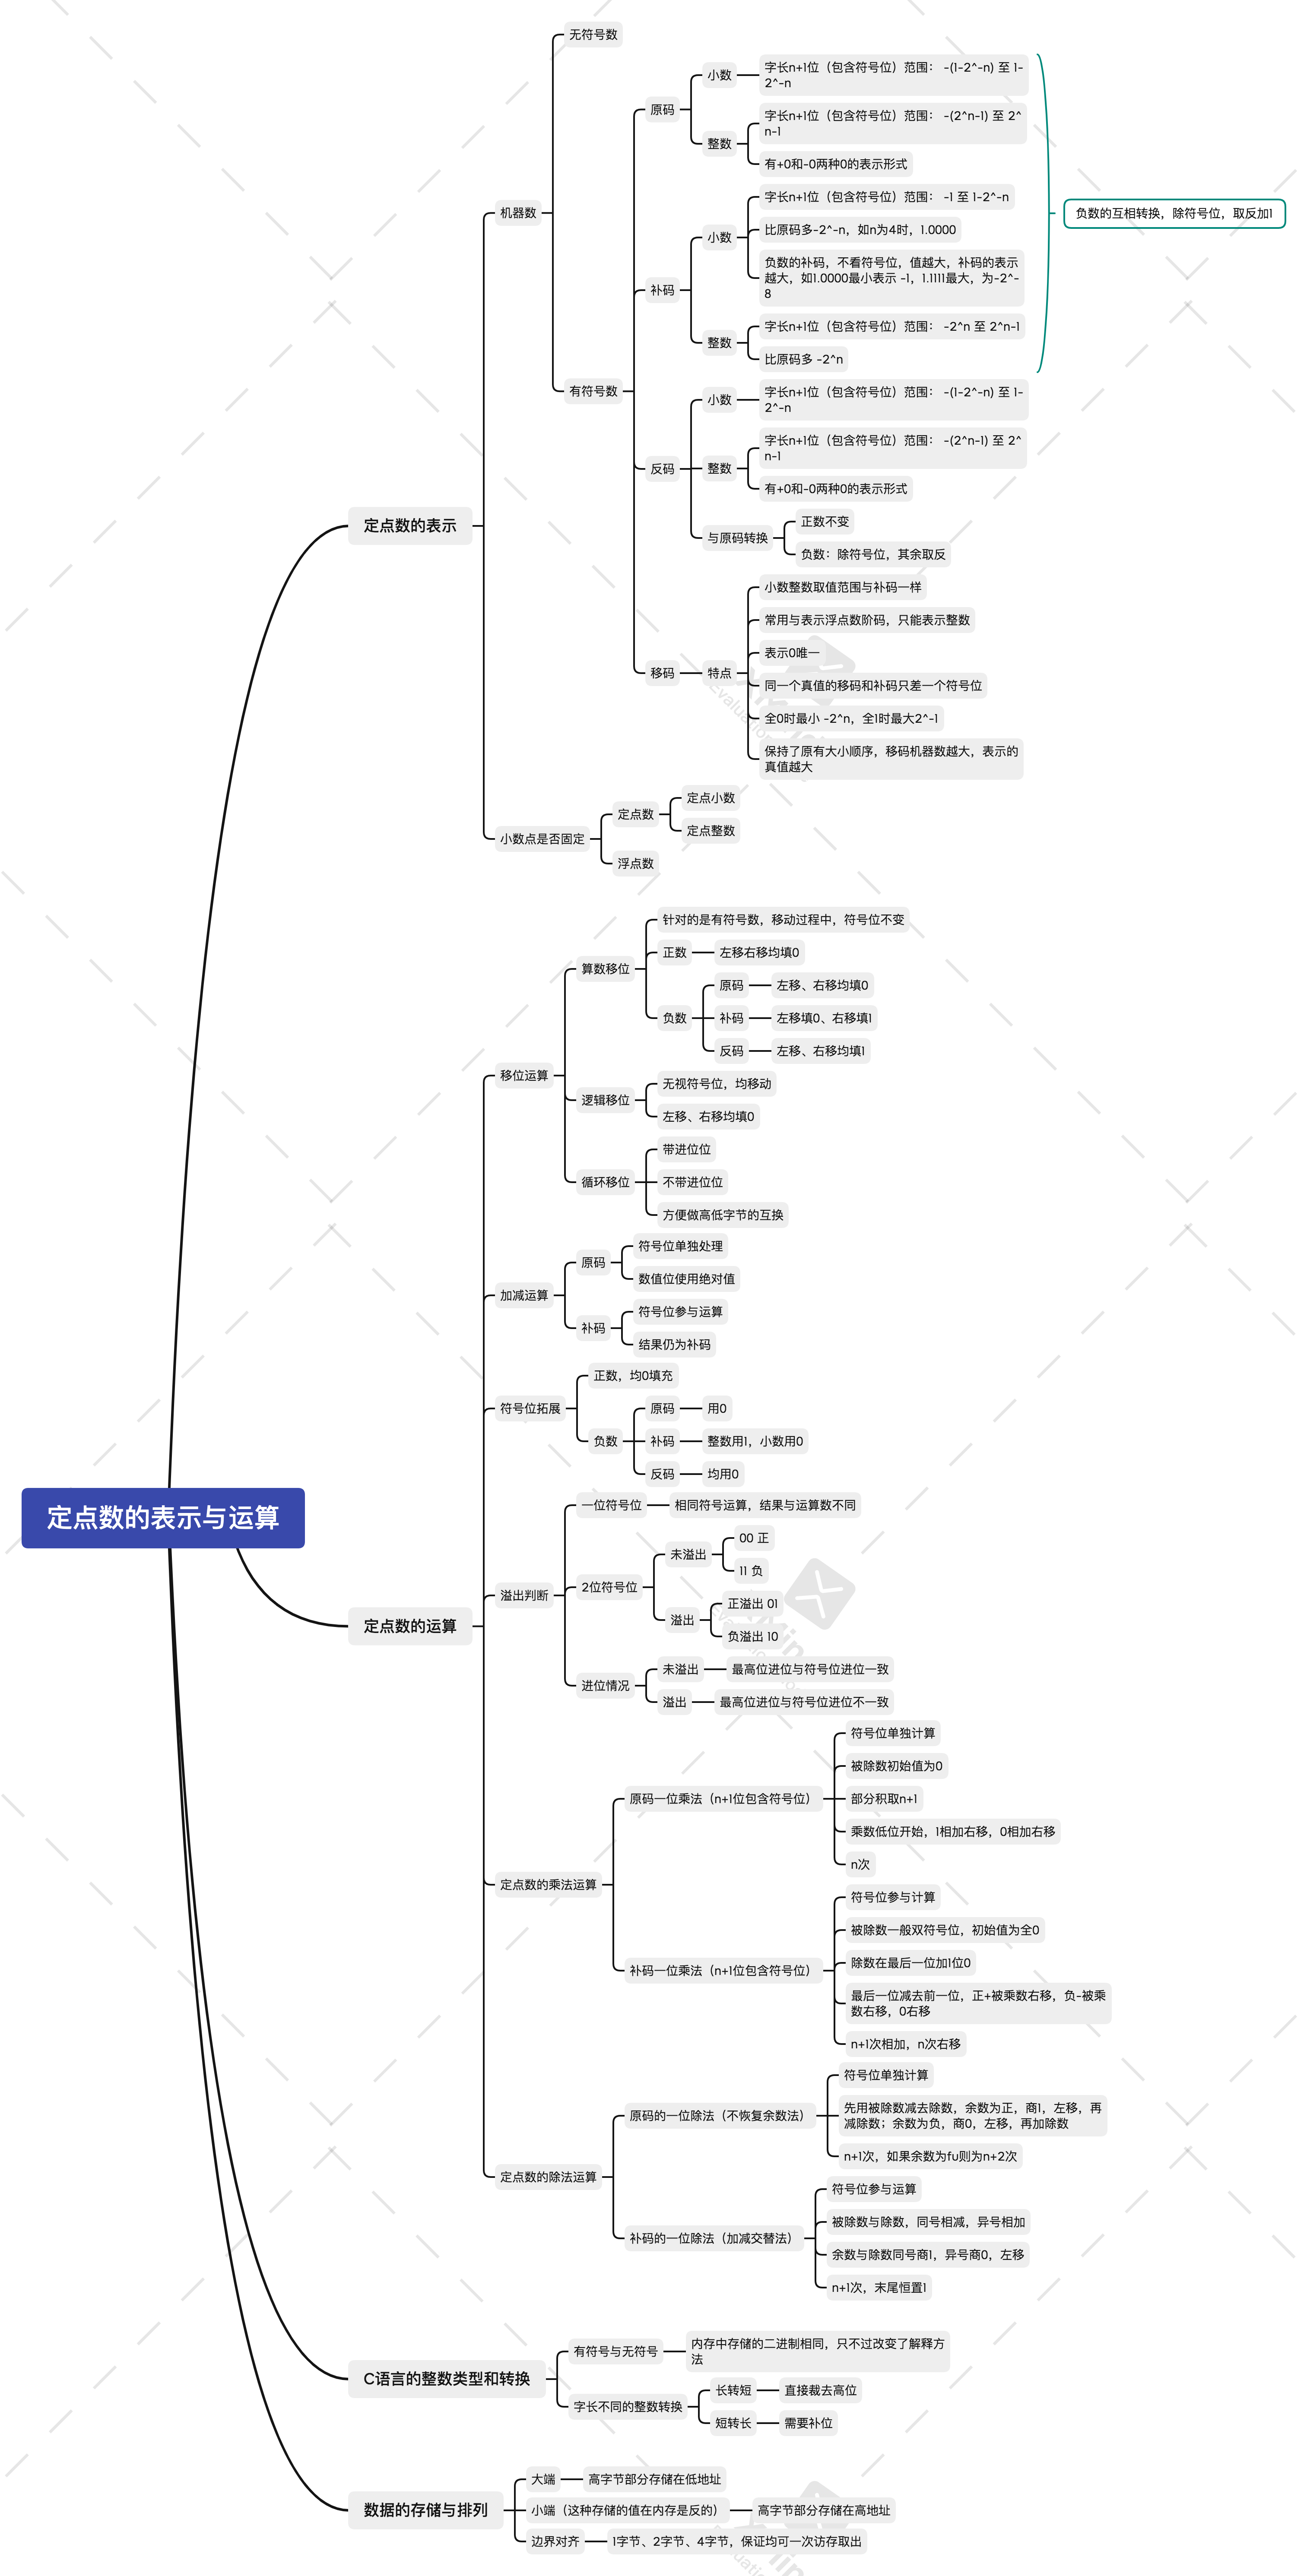 定点数的表示与运算
定点数的表示
机器数
无符号数
有符号数
原码
小数
字长n+1位（包含符号位）范围： -(1-2^-n) 至 1-
2^-n
整数
字长n+1位（包含符号位）范围： -(2^n-1) 至 2^
n-1
有+0和-0两种0的表示形式
补码
小数
字长n+1位（包含符号位）范围： -1 至 1-2^-n
比原码多-2^-n，如n为4时，1.0000
负数的补码，不看符号位，值越大，补码的表示
越大，如1.0000最小表示 -1，1.1111最大，为-2^-
8
整数
字长n+1位（包含符号位）范围： -2^n 至 2^n-1
比原码多 -2^n
负数的互相转换，除符号位，取反加1
反码
小数
字长n+1位（包含符号位）范围： -(1-2^-n) 至 1-
2^-n
整数
字长n+1位（包含符号位）范围： -(2^n-1) 至 2^
n-1
有+0和-0两种0的表示形式
与原码转换
正数不变
负数：除符号位，其余取反
移码
特点
小数整数取值范围与补码一样
常用与表示浮点数阶码，只能表示整数
表示0唯一
同一个真值的移码和补码只差一个符号位
全0时最小 -2^n，全1时最大2^-1
保持了原有大小顺序，移码机器数越大，表示的
真值越大
小数点是否固定
定点数
定点小数
定点整数
浮点数
定点数的运算
移位运算
算数移位
针对的是有符号数，移动过程中，符号位不变
正数
左移右移均填0
负数
原码
左移、右移均填0
补码
左移填0、右移填1
反码
左移、右移均填1
逻辑移位
无视符号位，均移动
左移、右移均填0
循环移位
带进位位
不带进位位
方便做高低字节的互换
加减运算
原码
符号位单独处理
数值位使用绝对值
补码
符号位参与运算
结果仍为补码
符号位拓展
正数，均0填充
负数
原码
用0
补码
整数用1，小数用0
反码
均用0
溢出判断
一位符号位
相同符号运算，结果与运算数不同
2位符号位
未溢出
00 正
11 负
溢出
正溢出 01
负溢出 10
进位情况
未溢出
最高位进位与符号位进位一致
溢出
最高位进位与符号位进位不一致
定点数的乘法运算
原码一位乘法（n+1位包含符号位）
符号位单独计算
被除数初始值为0
部分积取n+1
乘数低位开始，1相加右移，0相加右移
n次
补码一位乘法（n+1位包含符号位）
符号位参与计算
被除数一般双符号位，初始值为全0
除数在最后一位加1位0
最后一位减去前一位，正+被乘数右移，负-被乘
数右移，0右移
n+1次相加，n次右移
定点数的除法运算
原码的一位除法（不恢复余数法）
符号位单独计算
先用被除数减去除数，余数为正，商1，左移，再
减除数；余数为负，商0，左移，再加除数
n+1次，如果余数为fu则为n+2次
补码的一位除法（加减交替法）
符号位参与运算
被除数与除数，同号相减，异号相加
余数与除数同号商1，异号商0，左移
n+1次，末尾恒置1
C语言的整数类型和转换
有符号与无符号
内存中存储的二进制相同，只不过改变了解释方
法
字长不同的整数转换
长转短
直接裁去高位
短转长
需要补位
数据的存储与排列
大端
高字节部分存储在低地址
小端（这种存储的值在内存是反的）
高字节部分存储在高地址
边界对齐
1字节、2字节、4字节，保证均可一次访存取出